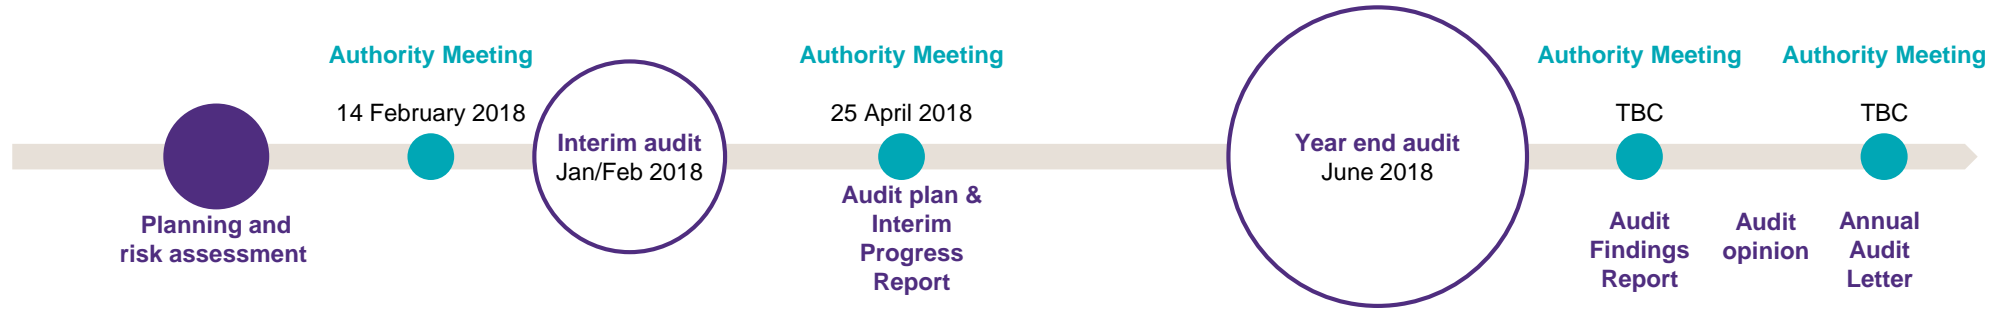 Authority Meeting
14 February 2018
Authority Meeting
25 April 2018
Authority Meeting
TBC
Authority Meeting
TBC
Interim audit
Jan/Feb 2018
Year end audit
June 2018
Planning and
risk assessment
Audit plan &
Interim
Progress
Report
Audit
Findings
Report
Audit
opinion
Annual
Audit
Letter